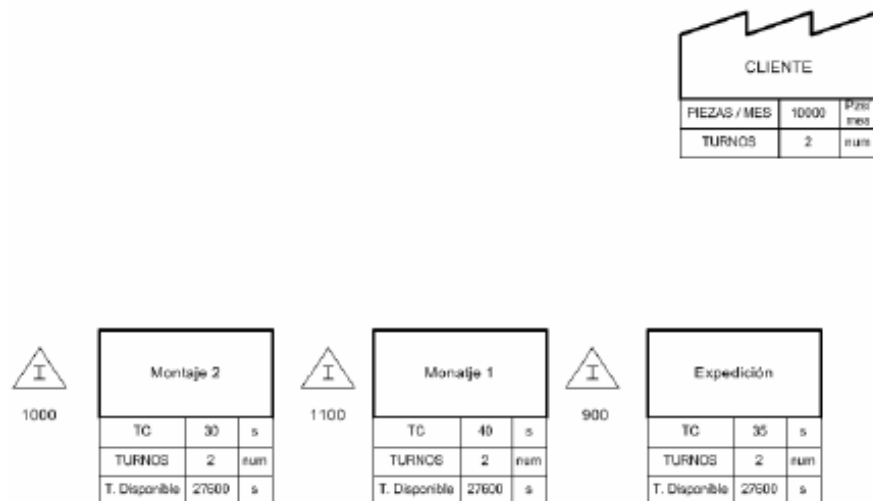 CLIENTE
PIEZAS / MES 10000 Pzs/ mes
TURNOS 2 num
I
1000
Montaje 2
TC 30 s
TURNOS 2 num
T. Disponible 27600 s
I
1100
Monatje 1
TC 40 s
TURNOS 2 num
T. Disponible 27600 s
I
900
Expedición
TC 35 s
TURNOS 2 num
T. Disponible 27600 s